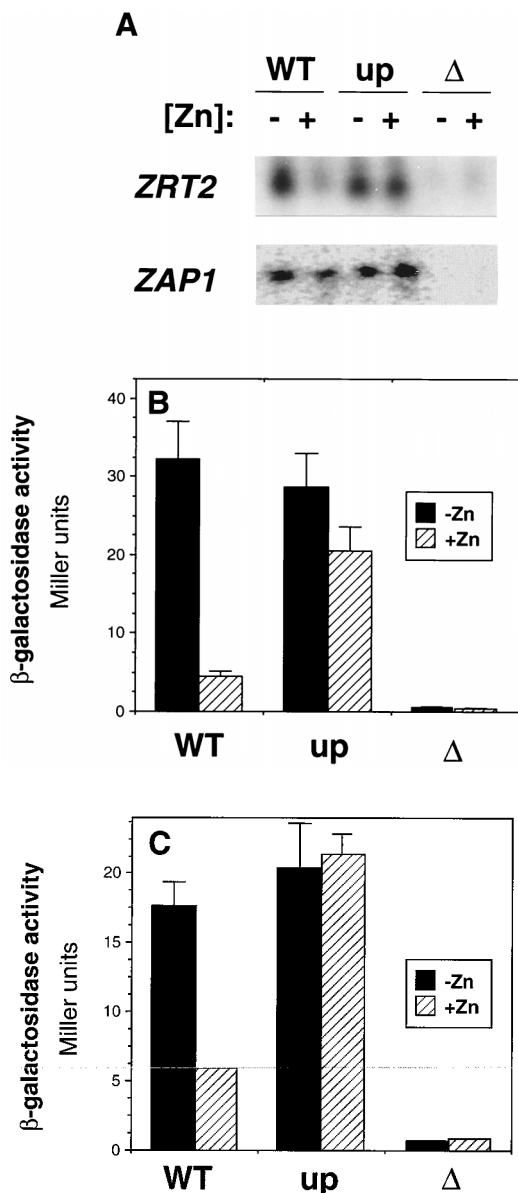 A
WT up Δ
[Zn]: - + - + - +
ZRT2
ZAP1
B
β-galactosidase activity
Miller units
40
30
20
10
0
-Zn
+Zn
WT up Δ
C
β-galactosidase activity
Miller units
20
15
10
5
0
-Zn
+Zn
WT up Δ